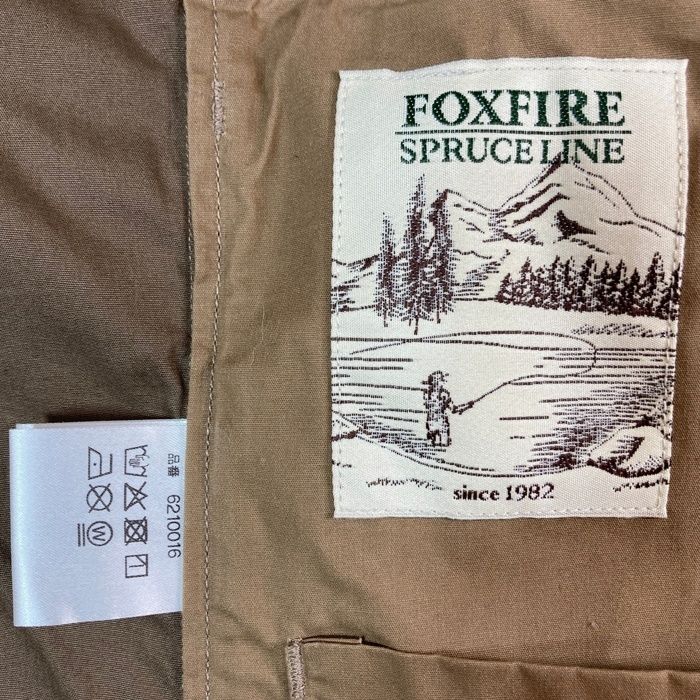 FOXFIRE
SPRUCE LINE
since 1982
品番 6210016
W